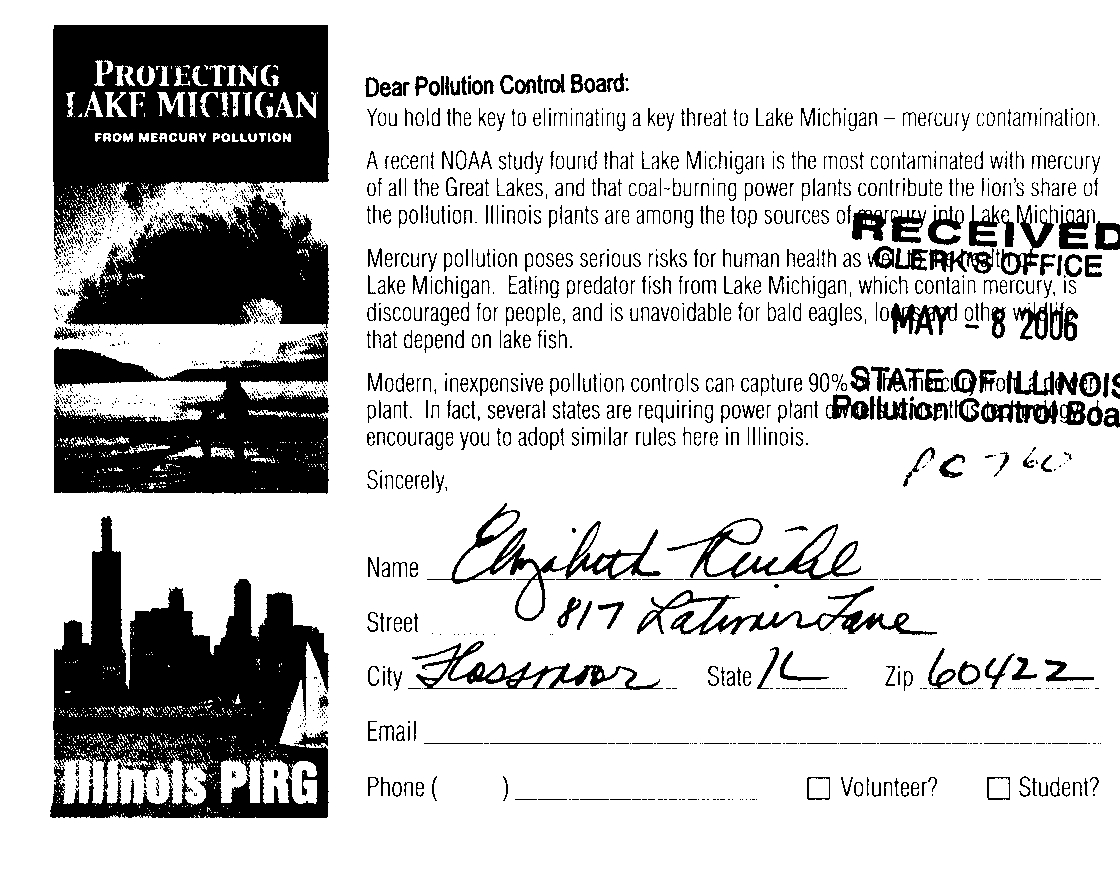 PROTECTING
LAKE MICHIGAN
FROM MERCURY POLLUTION
Illinois PIRG
Dear Pollution Control Board:
You hold the key to eliminating a key threat to Lake Michigan – mercury contamination.
A recent NOAA study found that Lake Michigan is the most contaminated with mercury
of all the Great Lakes, and that coal-burning power plants contribute the lion's share of
the pollution. Illinois plants are among the top sources of mercury into Lake Michigan.
RECEIVED
CLERK'S OFFICE
MAY - 8 2006
STATE OF ILLINOIS
Pollution Control Boa
Mercury pollution poses serious risks for human health as well
Lake Michigan. Eating predator fish from Lake Michigan, which contain mercury, is
discouraged for people, and is unavoidable for bald eagles, loons and other wildlife
that depend on lake fish.
Modern, inexpensive pollution controls can capture 90% of the mercury from a power
plant. In fact, several states are requiring power plant
encourage you to adopt similar rules here in Illinois.
PC 760
Sincerely,
Name Elizabeth
Street 817 Latimer Lane
City Flossmoor State IL Zip 60422
Email
Phone ( )
Volunteer? Student?